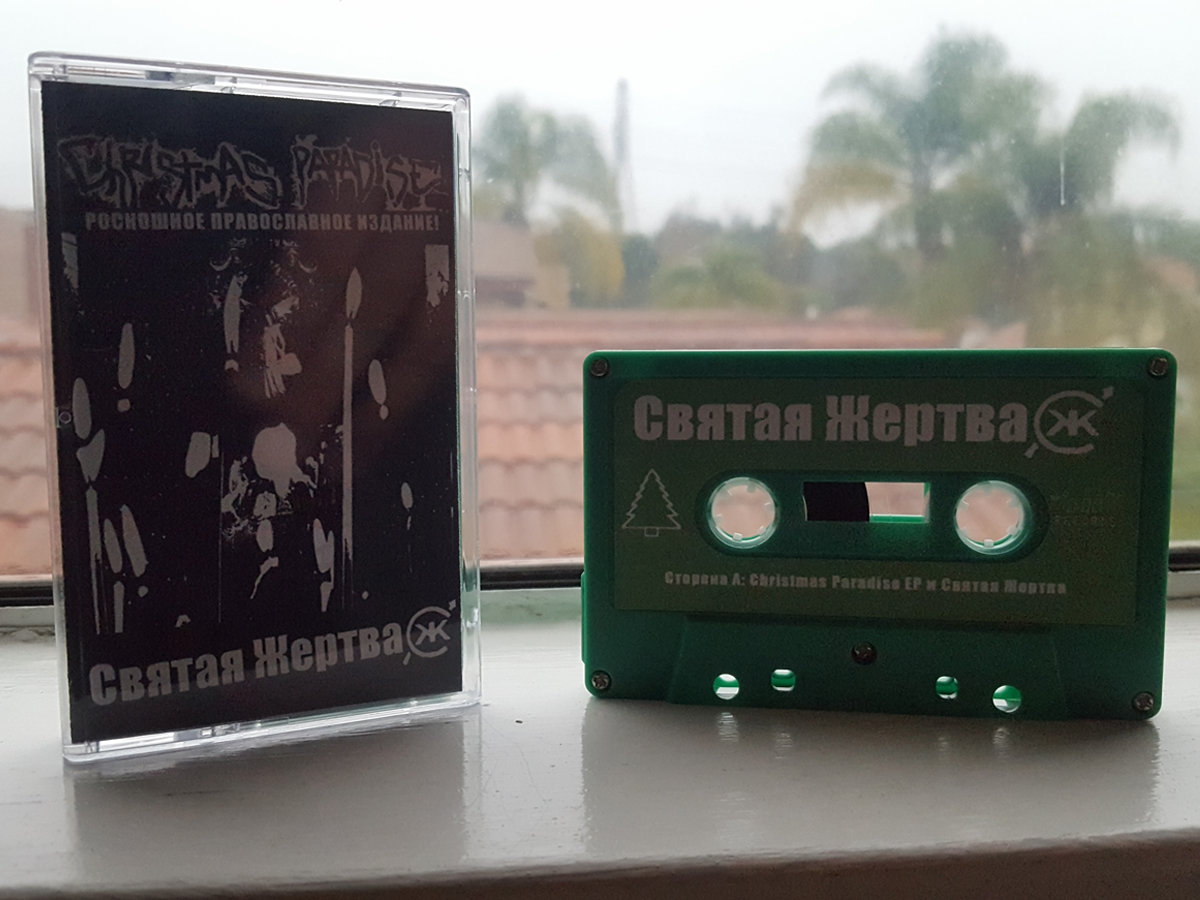 Christmas Paradise
РОСКОШНОЕ ПРАВОСЛАВНОЕ ИЗДАНИЕ!
Святая Жертва Ж
Святая Жертва Ж
Сторона А: Christmas Paradise EP и Святая Жертва